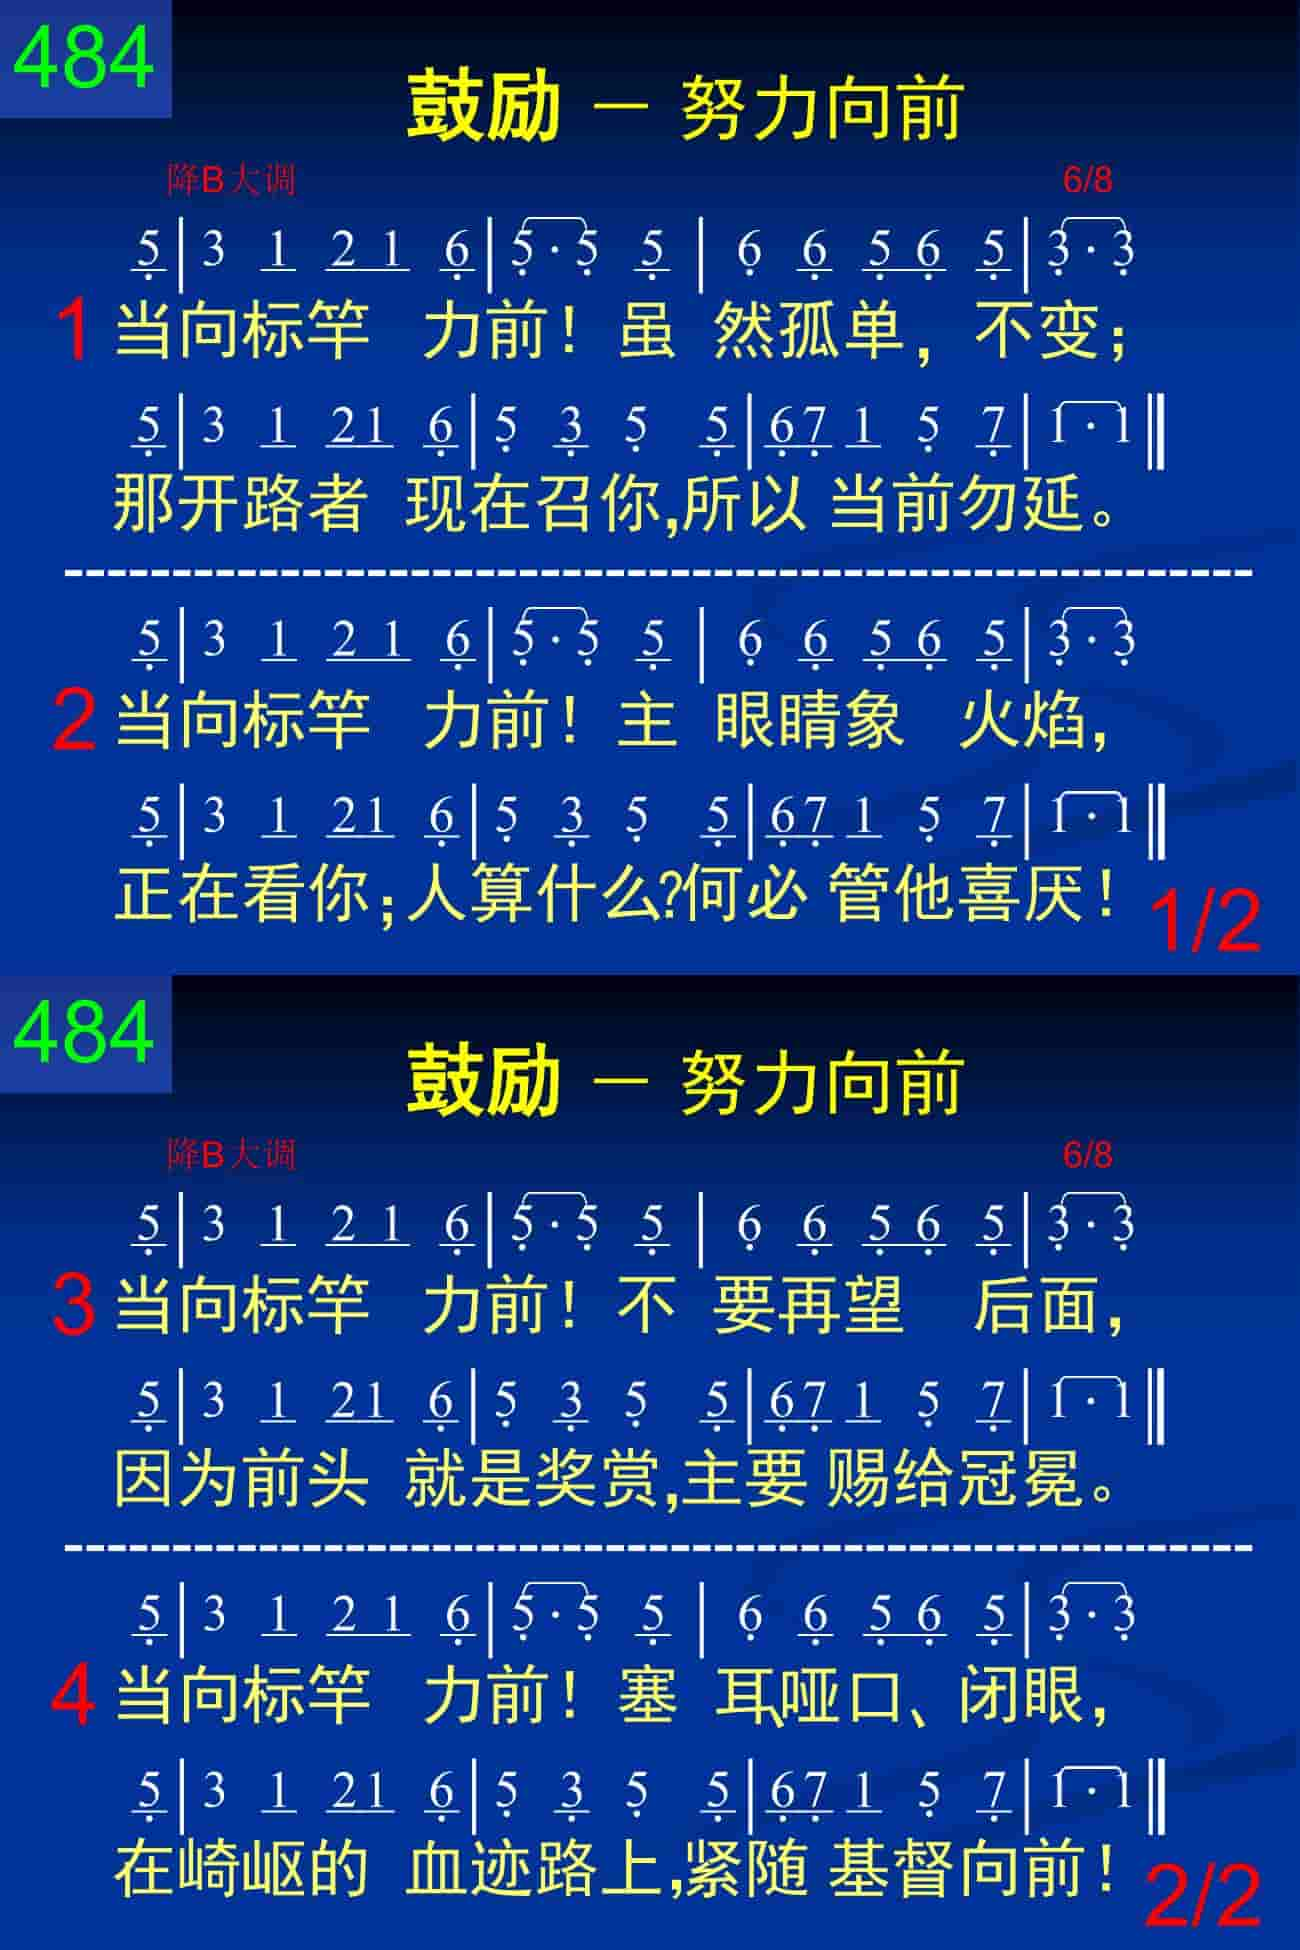 484
鼓励 － 努力向前
降B大调 6/8
5 | 3 1 2 1 6 | 5 · 5 5 | 6 6 5 6 5 | 3 · 3
1 当向标竿 力前！虽 然孤单，不变；
5 | 3 1 21 6 | 5 3 5 5 | 67 1 5 7 | 1 · 1 ‖
那开路者 现在召你,所以 当前勿延。
--------------------------------------------------------
5 | 3 1 2 1 6 | 5 · 5 5 | 6 6 5 6 5 | 3 · 3
2 当向标竿 力前！主 眼睛象 火焰，
5 | 3 1 21 6 | 5 3 5 5 | 67 1 5 7 | 1 · 1 ‖
正在看你；人算什么?何必 管他喜厌！
1/2
484
鼓励 － 努力向前
降B大调 6/8
5 | 3 1 2 1 6 | 5 · 5 5 | 6 6 5 6 5 | 3 · 3
3 当向标竿 力前！不 要再望 后面，
5 | 3 1 21 6 | 5 3 5 5 | 67 1 5 7 | 1 · 1 ‖
因为前头 就是奖赏,主要 赐给冠冕。
--------------------------------------------------------
5 | 3 1 2 1 6 | 5 · 5 5 | 6 6 5 6 5 | 3 · 3
4 当向标竿 力前！塞 耳、哑口、闭眼，
5 | 3 1 21 6 | 5 3 5 5 | 67 1 5 7 | 1 · 1 ‖
在崎岖的 血迹路上,紧随 基督向前！
2/2